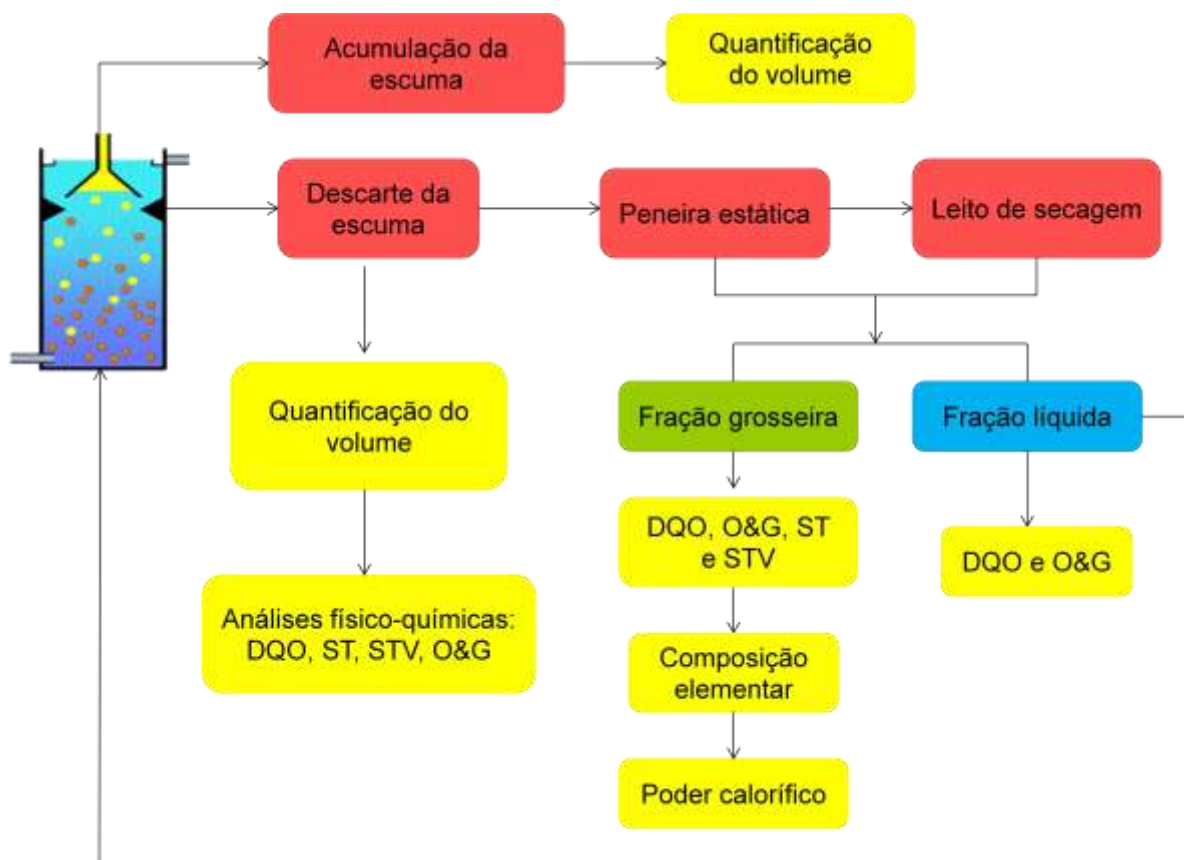 Acumulação da
escuma
Quantificação
do volume
Descarte da
escuma
Peneira estática
Leito de secagem
Quantificação do
volume
Fração grosseira
Fração líquida
DQO, O&G, ST
e STV
DQO e O&G
Análises físico-químicas:
DQO, ST, STV, O&G
Composição
elementar
Poder calorífico